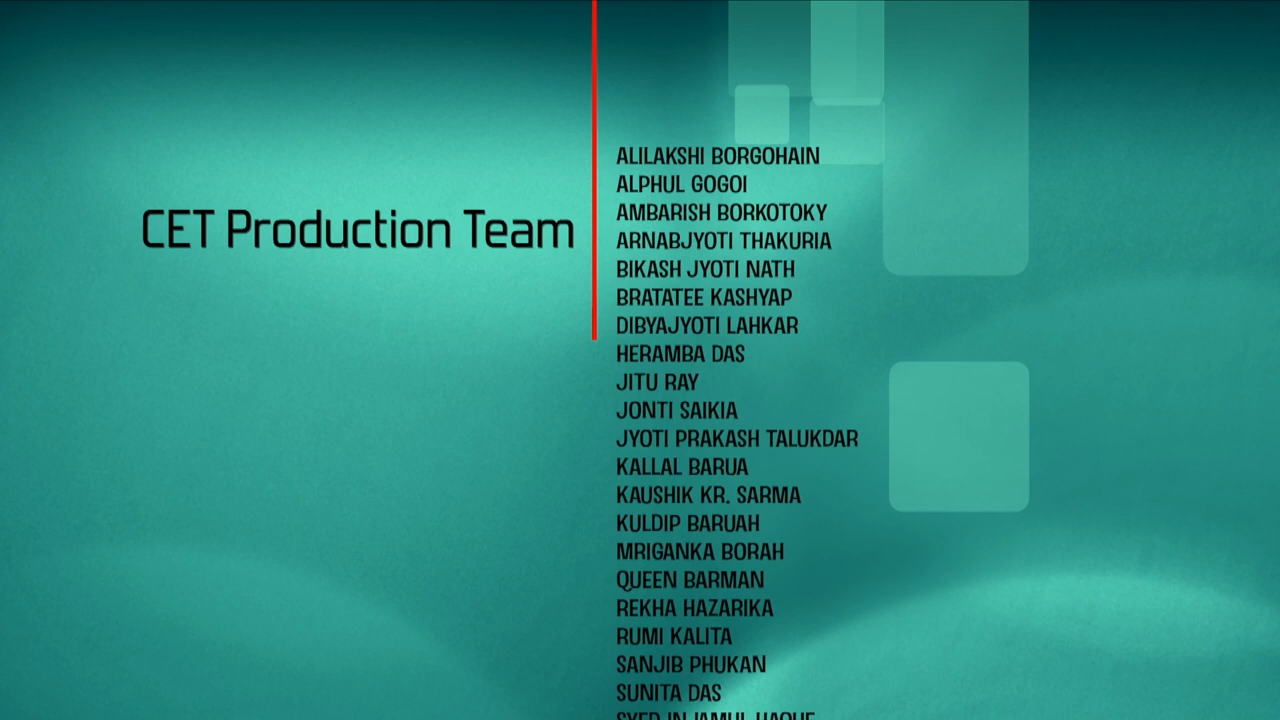 CET Production Team
ALILAKSHI BORGOHAIN
ALPHUL GOGOI
AMBARISH BORKOTOKY
ARNABJYOTI THAKURIA
BIKASH JYOTI NATH
BRATATEE KASHYAP
DIBYAJYOTI LAHKAR
HERAMBA DAS
JITU RAY
JONTI SAIKIA
JYOTI PRAKASH TALUKDAR
KALLAL BARUA
KAUSHIK KR. SARMA
KULDIP BARUAH
MRIGANKA BORAH
QUEEN BARMAN
REKHA HAZARIKA
RUMI KALITA
SANJIB PHUKAN
SUNITA DAS